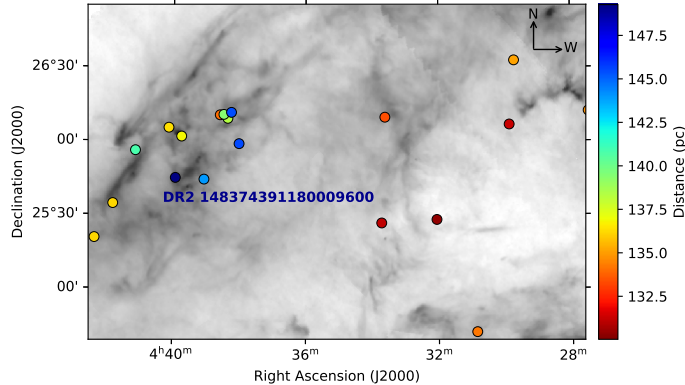 N
W
26°30'
00'
25°30'
00'
Declination (J2000)
DR2 148374391180009600
4ʰ40ᵐ
36ᵐ
32ᵐ
28ᵐ
Right Ascension (J2000)
147.5
145.0
142.5
140.0
137.5
135.0
132.5
Distance (pc)